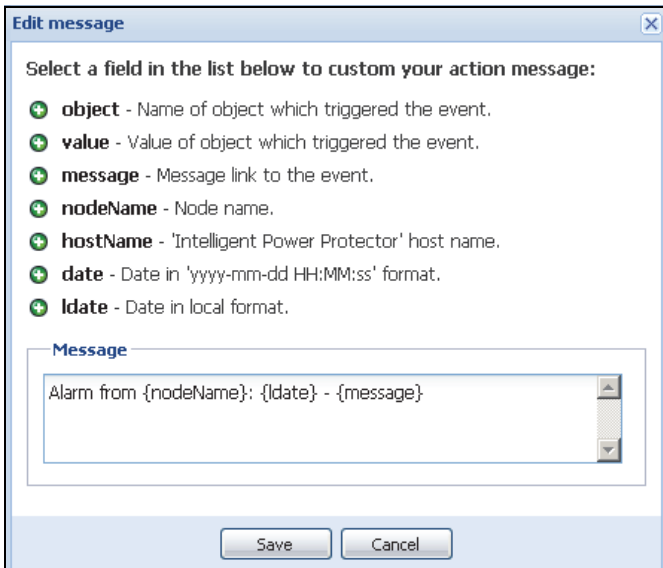 Edit message
Select a field in the list below to custom your action message:
object - Name of object which triggered the event.
value - Value of object which triggered the event.
message - Message link to the event.
nodeName - Node name.
hostName - 'Intelligent Power Protector' host name.
date - Date in 'yyyy-mm-dd HH:MM:ss' format.
ldate - Date in local format.
Message
Alarm from {nodeName}: {ldate} - {message}
Save Cancel